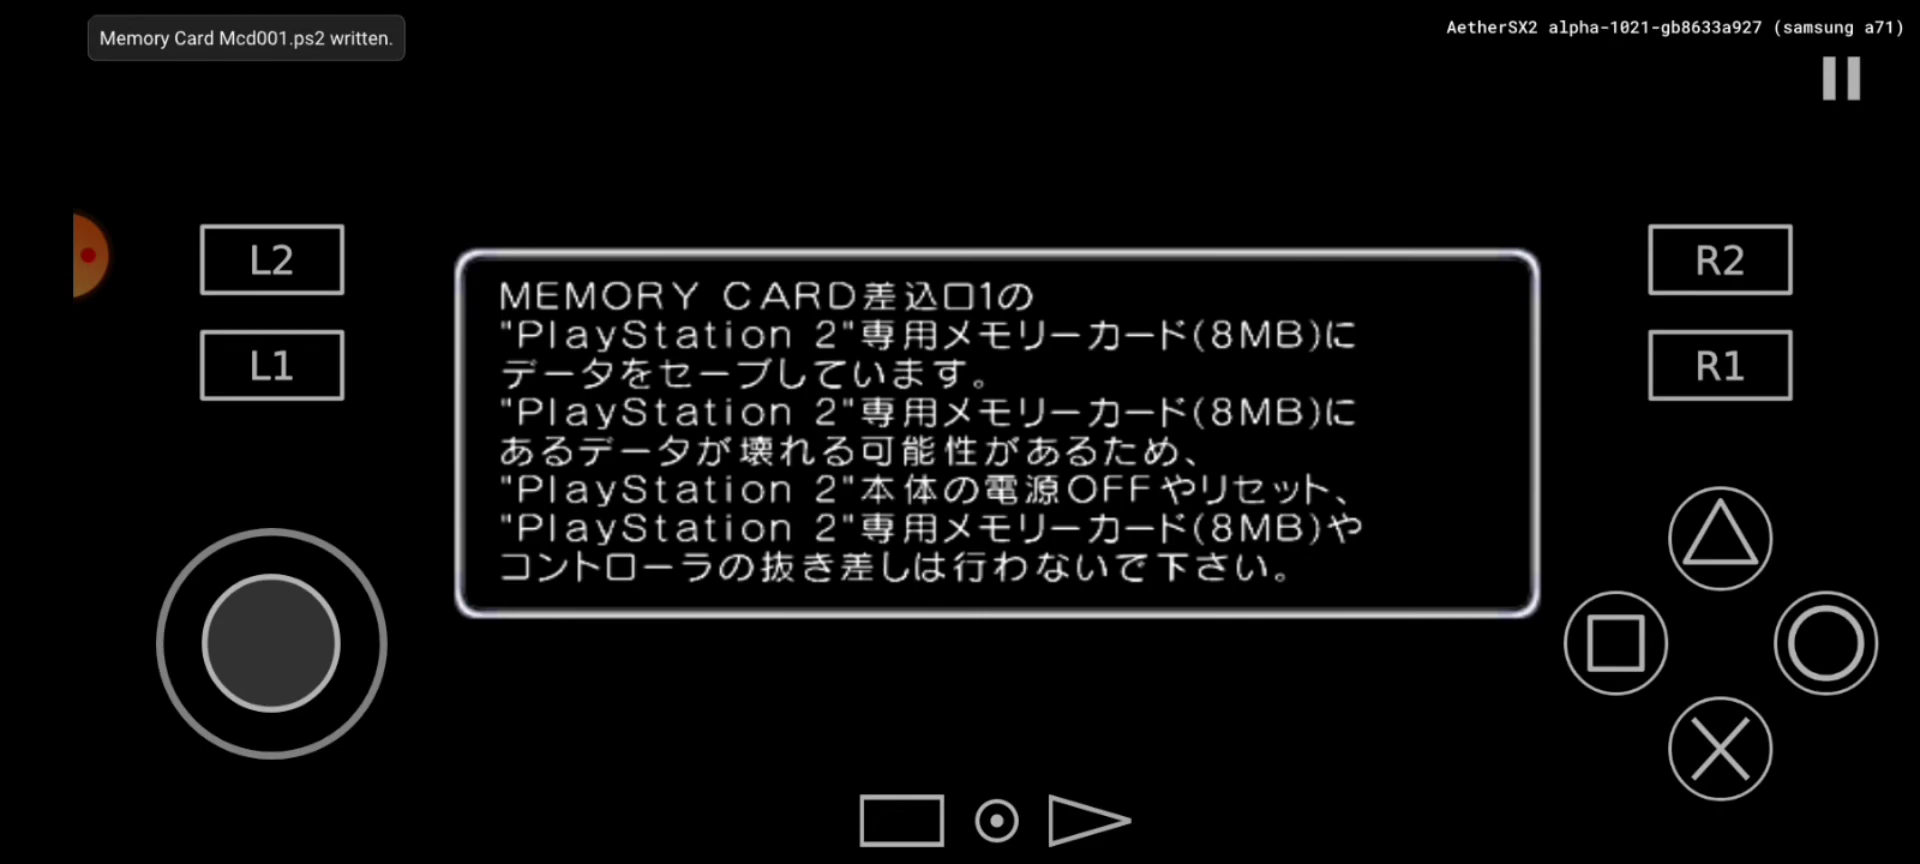 Memory Card Mcd001.ps2 written.
AetherSX2 alpha-1021-gb8633a927 (samsung a71)
L2
R2
L1
R1
MEMORY CARD差込口1の
"PlayStation 2"専用メモリーカード(8MB)に
データをセーブしています。
"PlayStation 2"専用メモリーカード(8MB)に
あるデータが壊れる可能性があるため、
"PlayStation 2"本体の電源OFFやリセット、
"PlayStation 2"専用メモリーカード(8MB)や
コントローラの抜き差しは行わないで下さい。